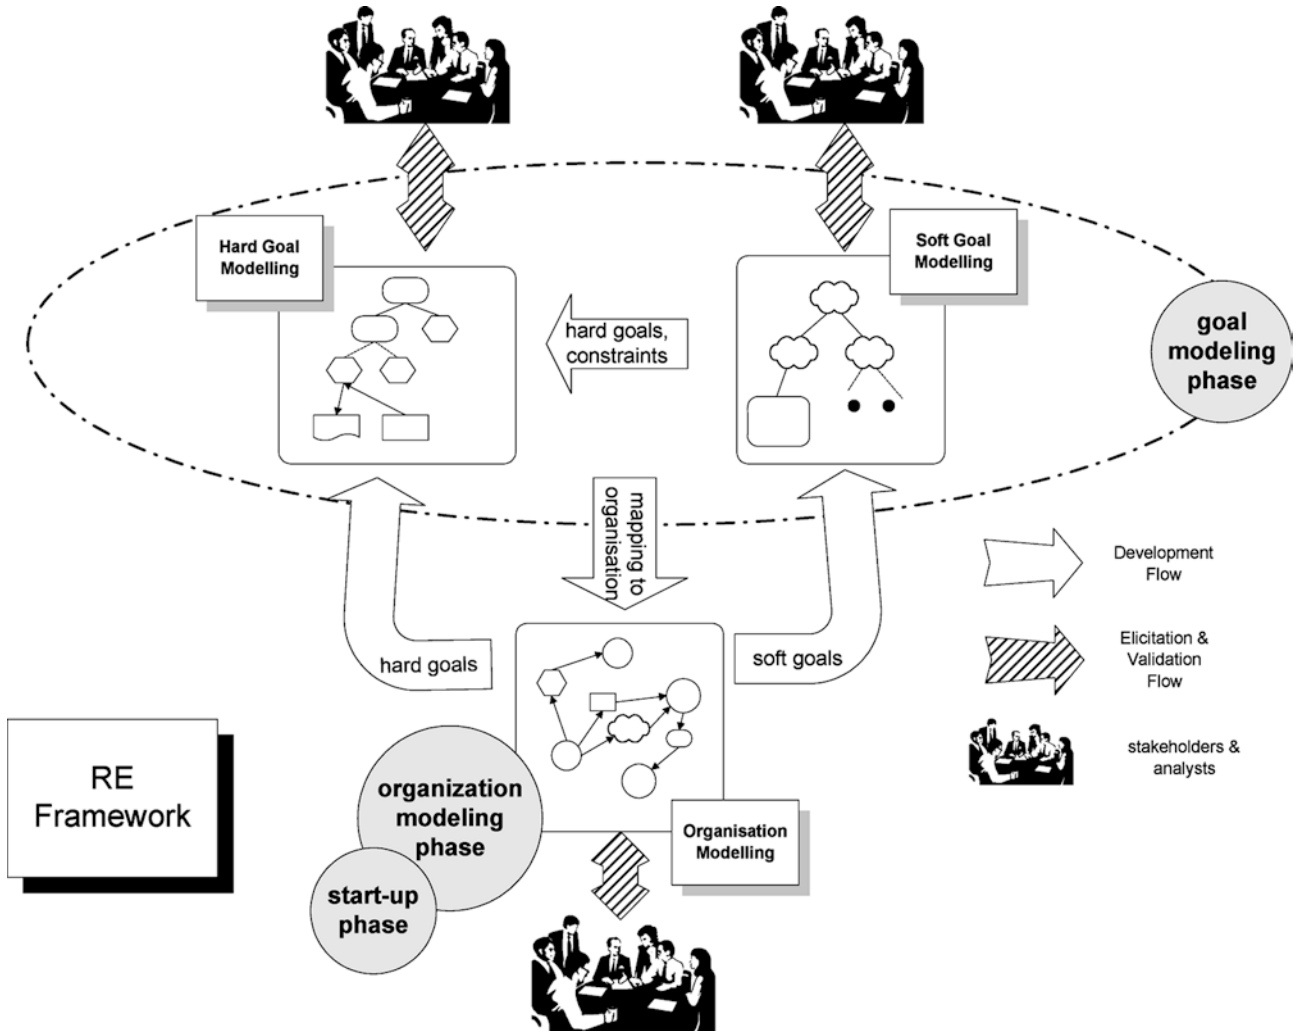 Hard Goal
Modelling
Soft Goal
Modelling
goal
modeling
phase
hard goals,
constraints
mapping to
organisation
hard goals
soft goals
Development
Flow
Elicitation &
Validation
Flow
stakeholders &
analysts
RE
Framework
organization
modeling
phase
start-up
phase
Organisation
Modelling